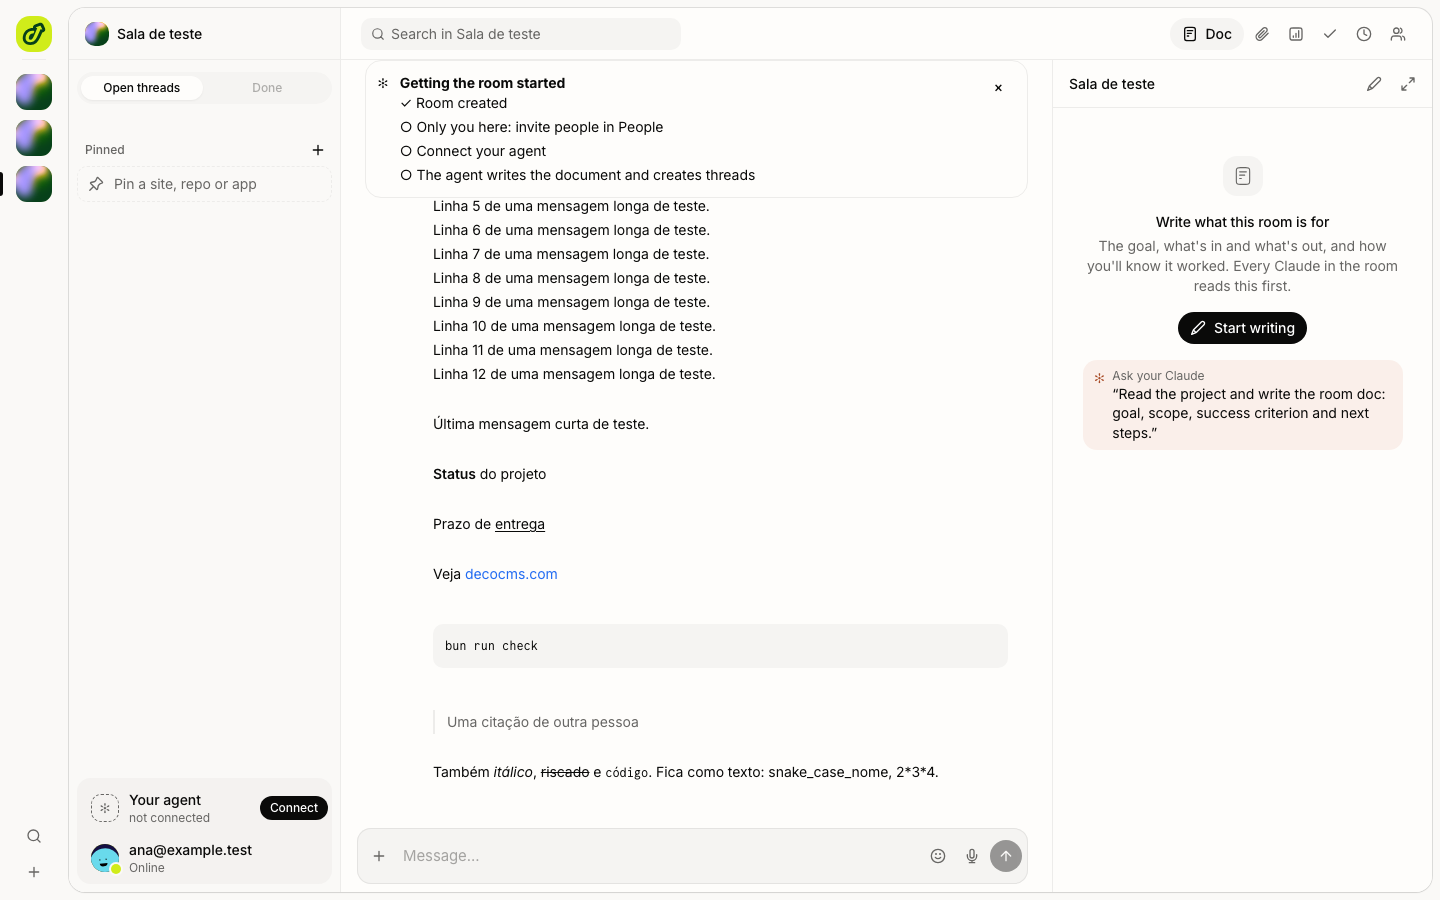 Sala de teste
Search in Sala de teste
Doc
Open threads
Done
Pinned
Pin a site, repo or app
Your agent
not connected
Connect
ana@example.test
Online
Getting the room started
Room created
Only you here: invite people in People
Connect your agent
The agent writes the document and creates threads
Linha 5 de uma mensagem longa de teste.
Linha 6 de uma mensagem longa de teste.
Linha 7 de uma mensagem longa de teste.
Linha 8 de uma mensagem longa de teste.
Linha 9 de uma mensagem longa de teste.
Linha 10 de uma mensagem longa de teste.
Linha 11 de uma mensagem longa de teste.
Linha 12 de uma mensagem longa de teste.
Última mensagem curta de teste.
Status do projeto
Prazo de entrega
Veja decocms.com
bun run check
Uma citação de outra pessoa
Também itálico, riscado e código. Fica como texto: snake_case_nome, 2*3*4.
Message...
Sala de teste
Write what this room is for
The goal, what's in and what's out, and how
you'll know it worked. Every Claude in the room
reads this first.
Start writing
Ask your Claude
“Read the project and write the room doc:
goal, scope, success criterion and next
steps.”